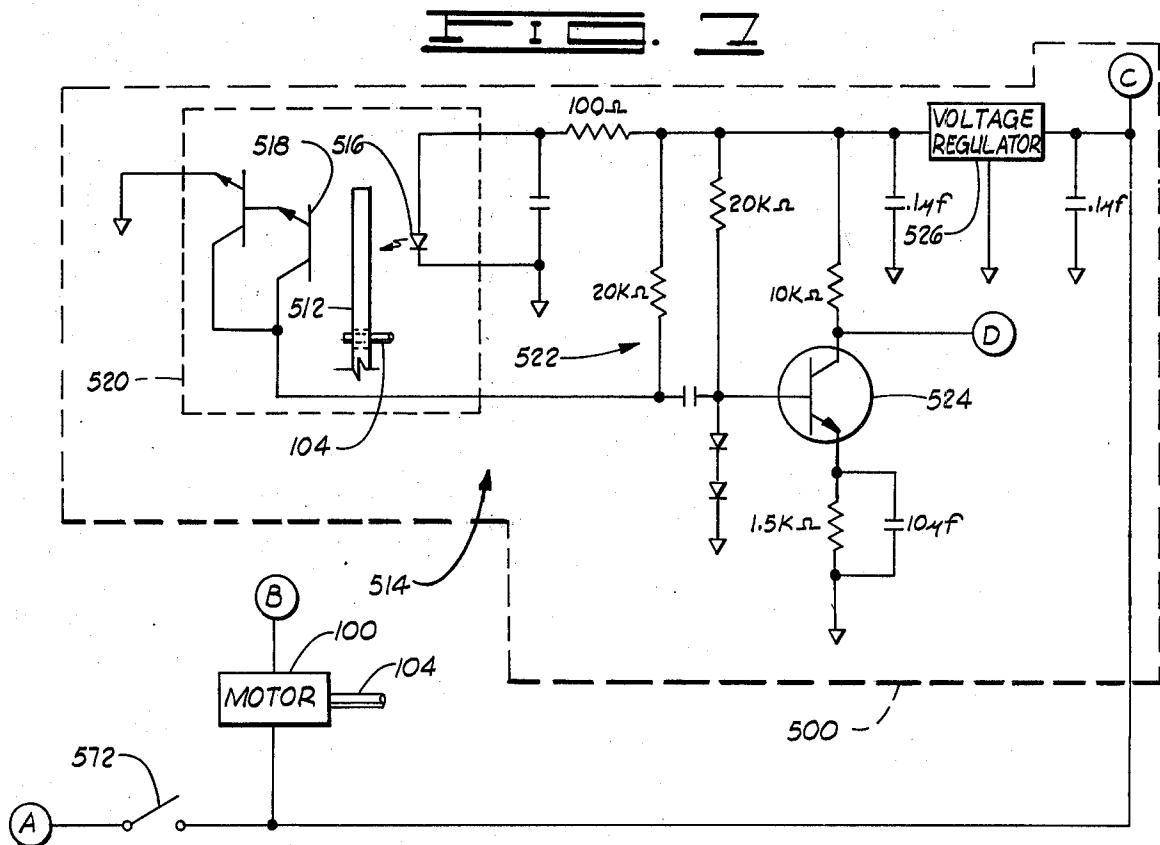 FIG. 7
C
100Ω
VOLTAGE
REGULATOR
518
516
20KΩ
.1µf
526
.1µf
512
20KΩ
10KΩ
D
522
520
524
104
1.5KΩ
10µf
514
B
100
104
MOTOR
500
572
A